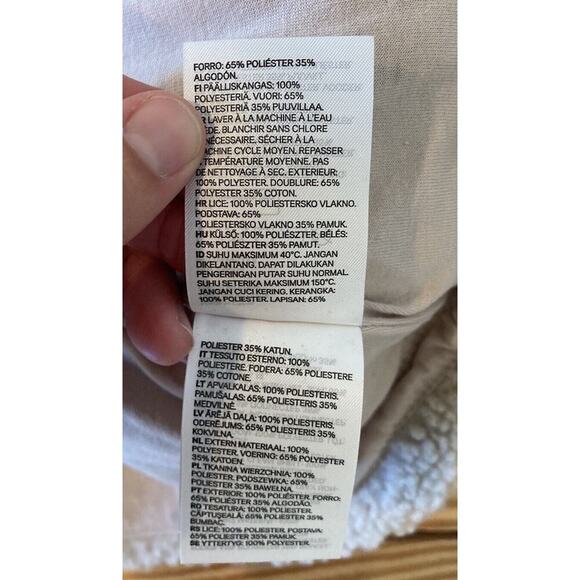 FORRO: 65% POLIÉSTER 35%
ALGODÓN.
FI PÄÄLLISKANGAS: 100%
POLYESTERIÄ. VUORI: 65%
POLYESTERIÄ 35% PUUVILLAA.
LAVER À LA MACHINE À L'EAU
BLANCHIR SANS CHLORE
NÉCESSAIRE. SÉCHER À LA
MACHINE CYCLE MOYEN. REPASSER
TEMPÉRATURE MOYENNE. PAS
DE NETTOYAGE À SEC. EXTERIEUR:
100% POLYESTER. DOUBLURE: 65%
POLYESTER 35% COTON.
HR LICE: 100% POLIESTERSKO VLAKNO.
PODSTAVA: 65%
POLIESTERSKO VLAKNO 35% PAMUK.
HU KÜLSŐ: 100% POLIÉSZTER. BÉLÉS:
65% POLIÉSZTER 35% PAMUT.
ID SUHU MAKSIMUM 40°C. JANGAN
DIKELANTANG. DAPAT DILAKUKAN
PENGERINGAN PUTAR SUHU NORMAL.
SUHU SETERIKA MAKSIMUM 150°C.
JANGAN CUCI KERING. KERANGKA:
100% POLIESTER. LAPISAN: 65%
POLIESTER 35% KATUN.
IT TESSUTO ESTERNO: 100%
POLIESTERE. FODERA: 65% POLIESTERE
35% COTONE.
LT APVALKALAS: 100% POLIESTERIS.
PAMUŠALAS: 65% POLIESTERIS 35%
MEDVILNĖ.
LV ĀRĒJĀ DAĻA: 100% POLIESTERIS.
ODERĒJUMS: 65% POLIESTERIS 35%
KOKVILNA.
NL EXTERN MATERIAAL: 100%
POLYESTER. VOERING: 65% POLYESTER
35% KATOEN.
PL TKANINA WIERZCHNIA: 100%
POLIESTER. PODSZEWKA: 65%
POLIESTER 35% BAWEŁNA.
PT EXTERIOR: 100% POLIÉSTER. FORRO:
65% POLIÉSTER 35% ALGODÃO.
RO TESATURA: 100% POLIESTER.
CĂPTUȘEALĂ: 65% POLIESTER 35%
BUMBAC.
RS LICE: 100% POLIESTER. POSTAVA:
65% POLIESTER 35% PAMUK.
SE YTTERTYG: 100% POLYESTER.